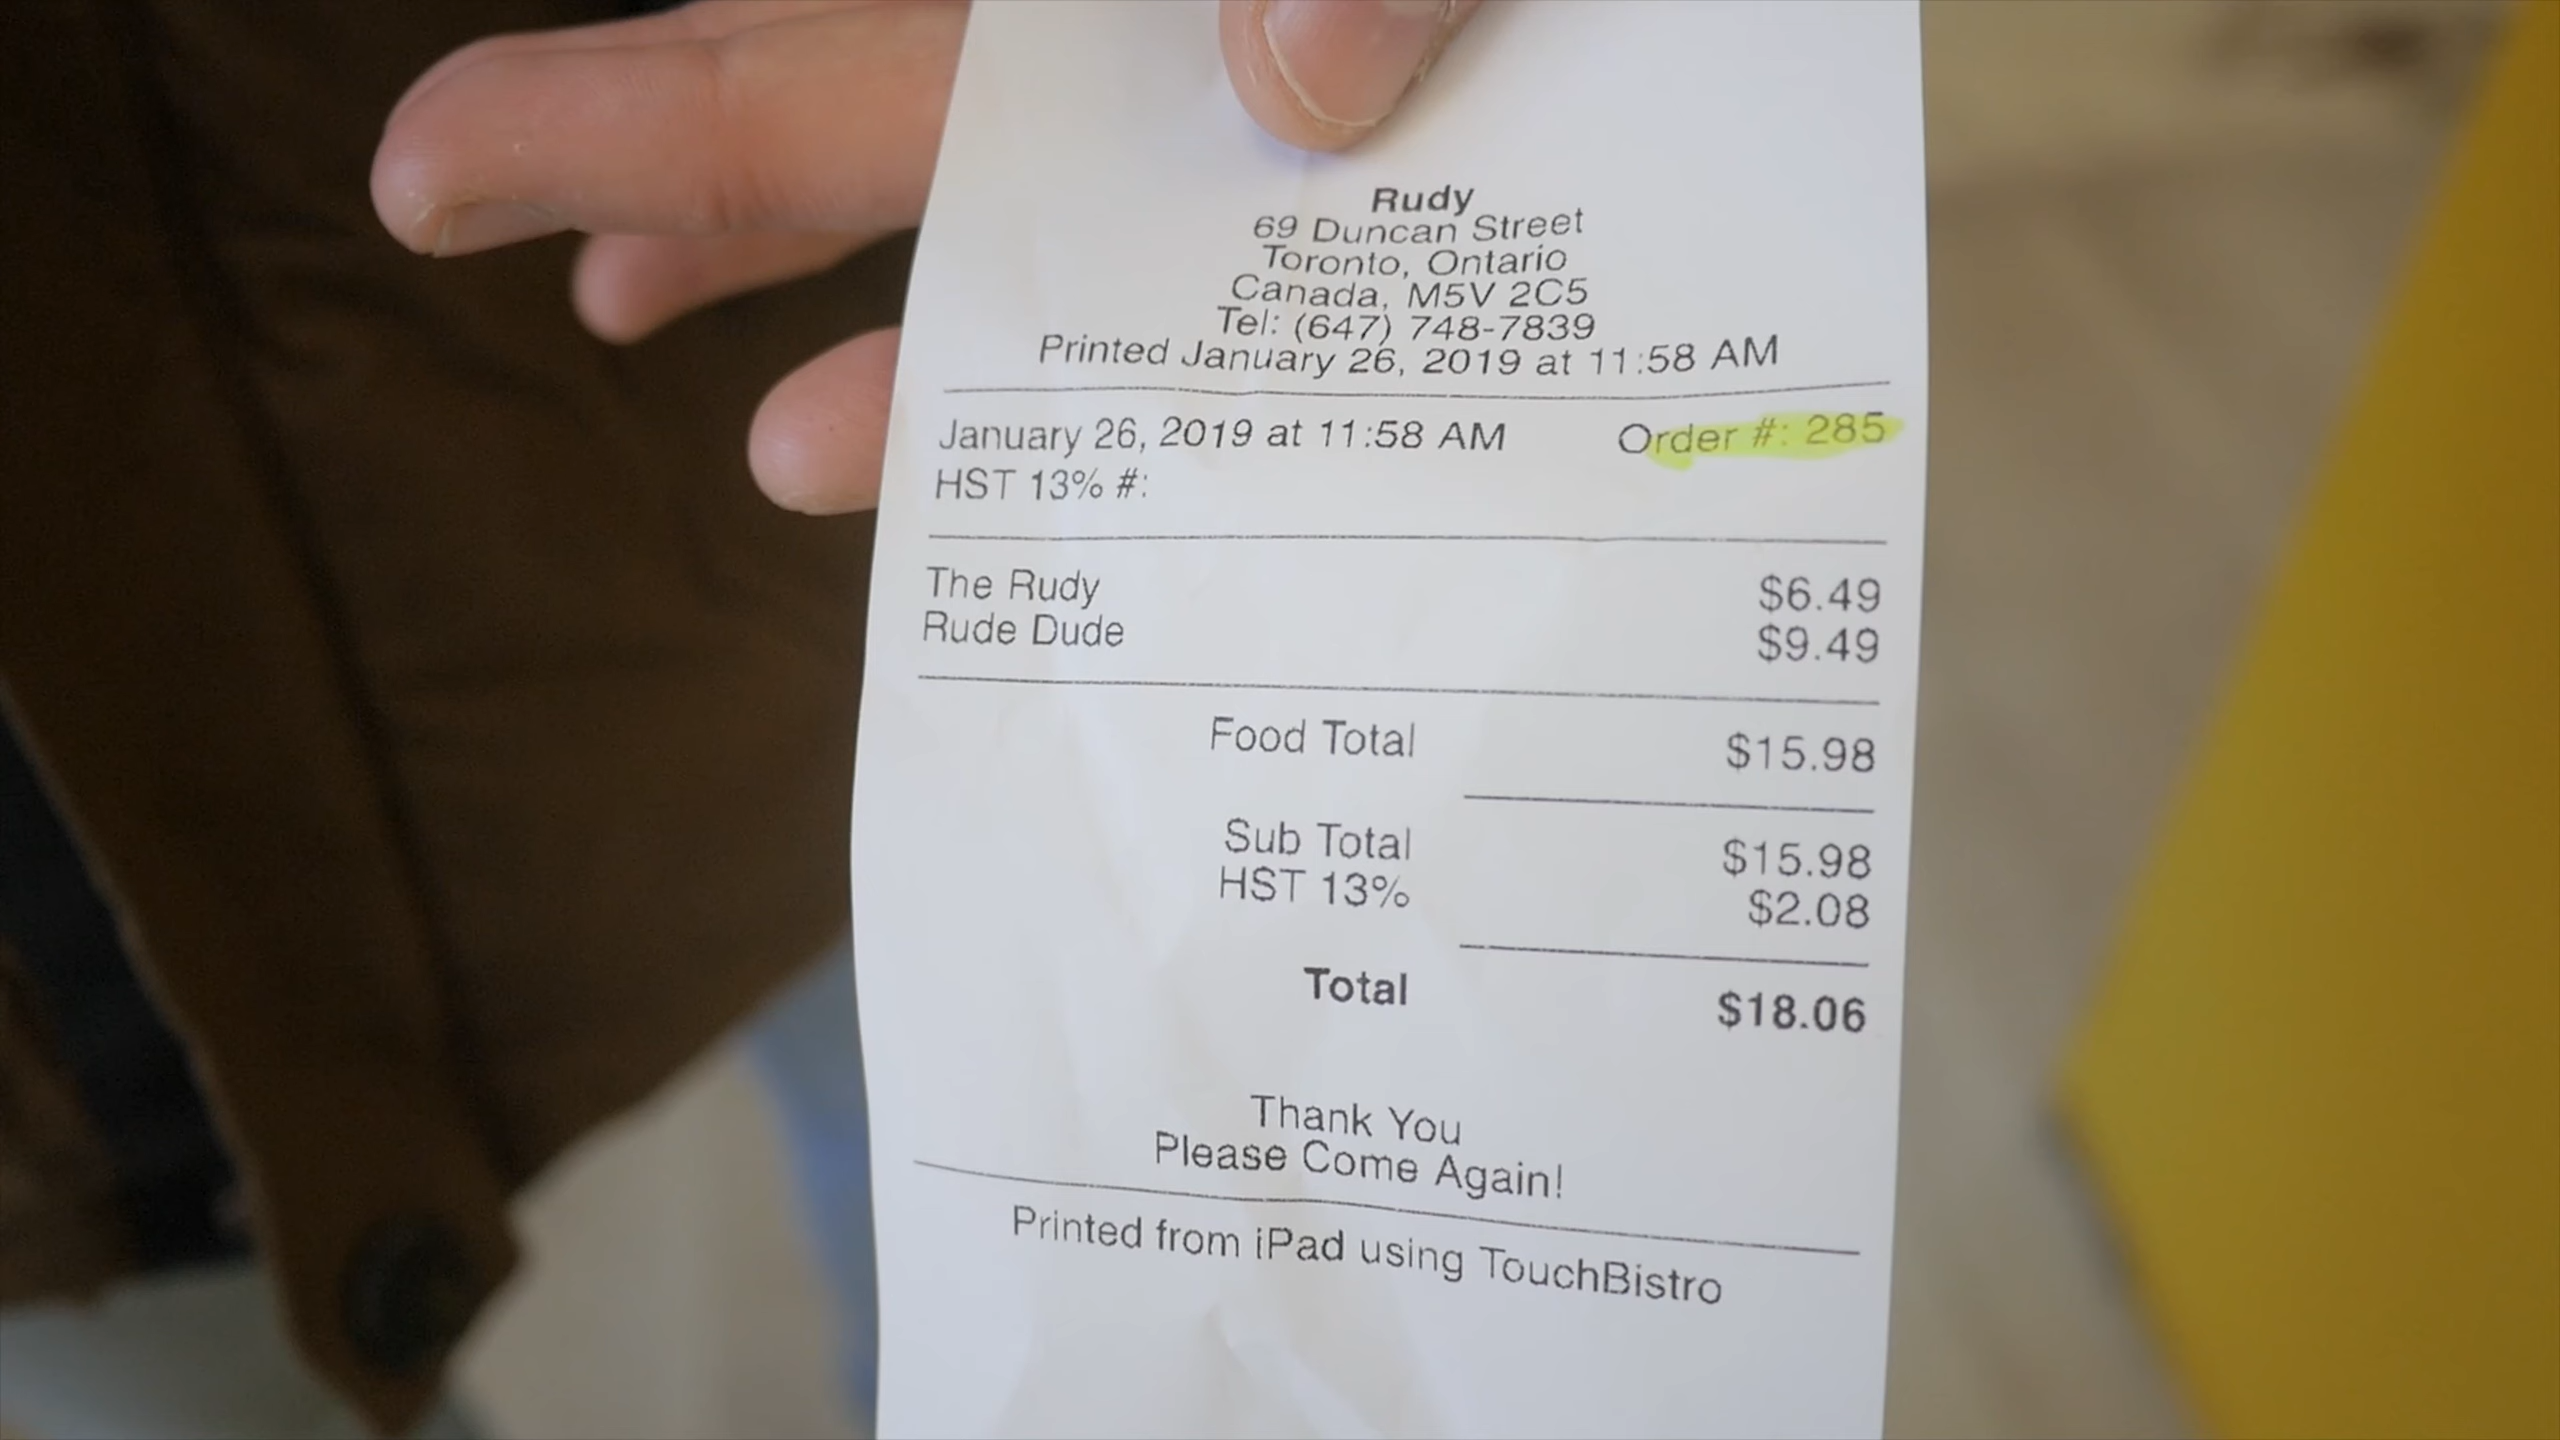 Rudy
69 Duncan Street
Toronto, Ontario
Canada, M5V 2C5
Tel: (647) 748-7839
Printed January 26, 2019 at 11:58 AM
January 26, 2019 at 11:58 AM Order #: 285
HST 13% #:
The Rudy $6.49
Rude Dude $9.49
Food Total $15.98
Sub Total $15.98
HST 13% $2.08
Total $18.06
Thank You
Please Come Again!
Printed from iPad using TouchBistro